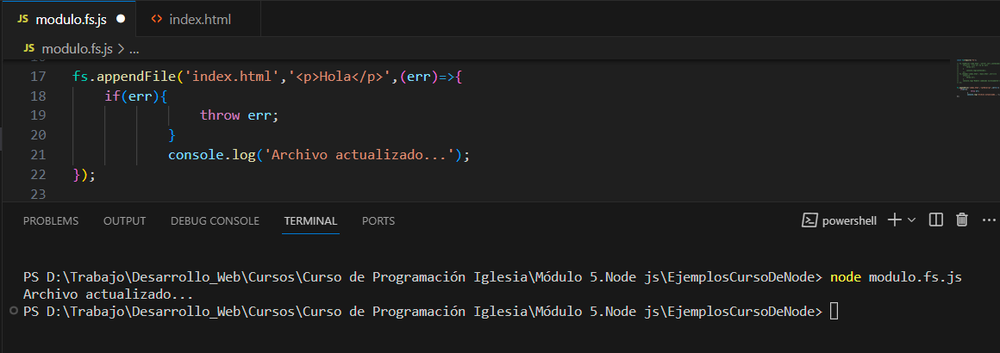 JS modulo.fs.js
<> index.html
JS modulo.fs.js > ...
17 fs.appendFile('index.html','<p>Hola</p>',(err)=>{
18 if(err){
19 throw err;
20 }
21 console.log('Archivo actualizado...');
22 });
23
PROBLEMS OUTPUT DEBUG CONSOLE TERMINAL PORTS powershell
PS D:\Trabajo\Desarrollo_Web\Cursos\Curso de Programación Iglesia\Módulo 5.Node js\EjemplosCursoDeNode> node modulo.fs.js
Archivo actualizado...
PS D:\Trabajo\Desarrollo_Web\Cursos\Curso de Programación Iglesia\Módulo 5.Node js\EjemplosCursoDeNode>